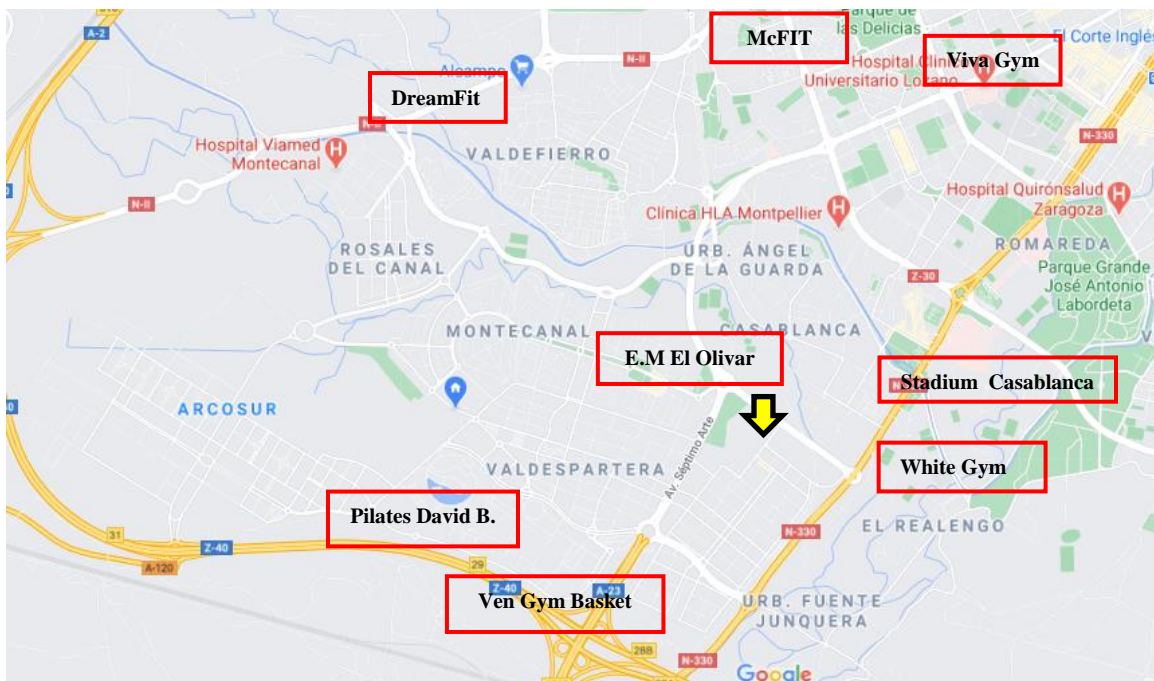 Parque de
las Delicias
McFIT
El Corte Inglés
A-2
N-II
Viva Gym
Hospital Clínic
Universitario Lozano
Alcampo
DreamFit
N-II
N-330
Hospital Viamed
Montecanal
VALDEFIERRO
Hospital Quirónsalud
Zaragoza
N-II
Clínica HLA Montpellier
ROSALES
DEL CANAL
URB. ÁNGEL
DE LA GUARDA
ROMAREDA
Z-30
Parque Grande
José Antonio
Labordeta
MONTECANAL
CASABLANCA
E.M El Olivar
N-330
Stadium Casablanca
ARCOSUR
Av. Séptimo Arte
VALDESPARTERA
White Gym
Pilates David B.
EL REALENGO
31
Z-40
N-330
A-120
29
Z-40
A-23
Ven Gym Basket
URB. FUENTE
JUNQUERA
28B
N-330
Google